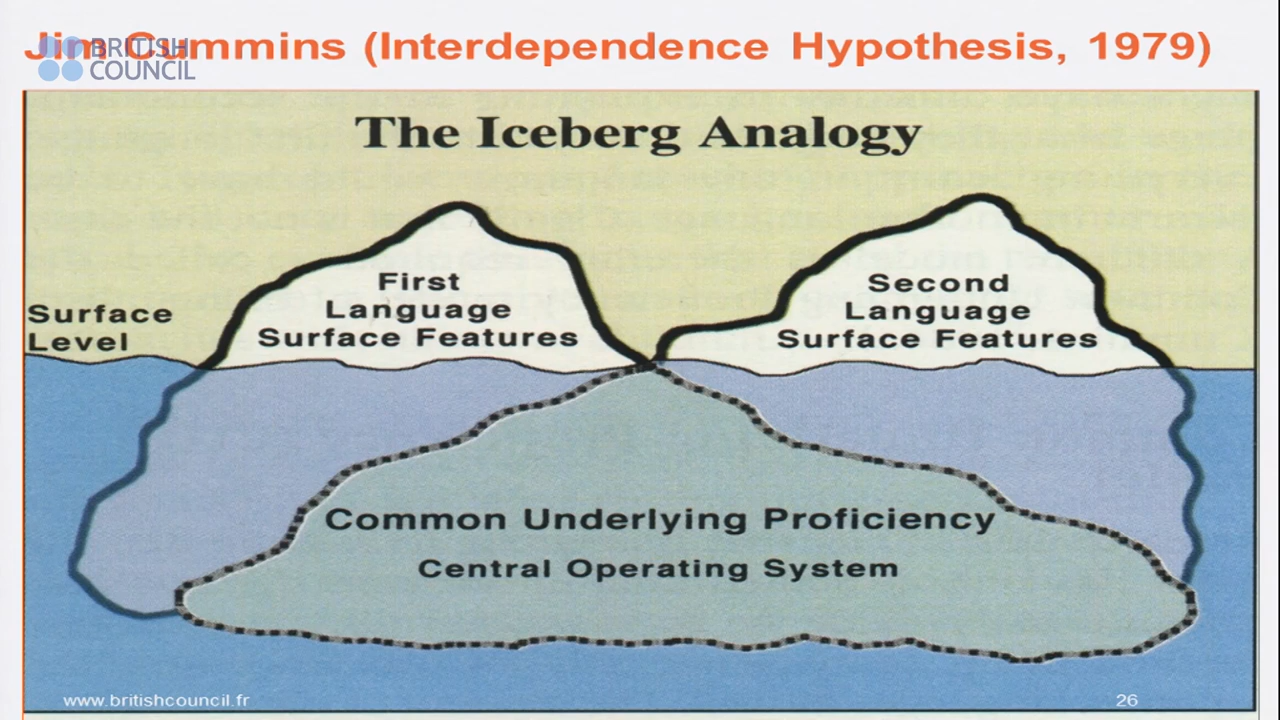 Jim Cummins (Interdependence Hypothesis, 1979)
BRITISH
COUNCIL
The Iceberg Analogy
Surface
Level
First
Language
Surface Features
Second
Language
Surface Features
Common Underlying Proficiency
Central Operating System
www.britishcouncil.fr
26